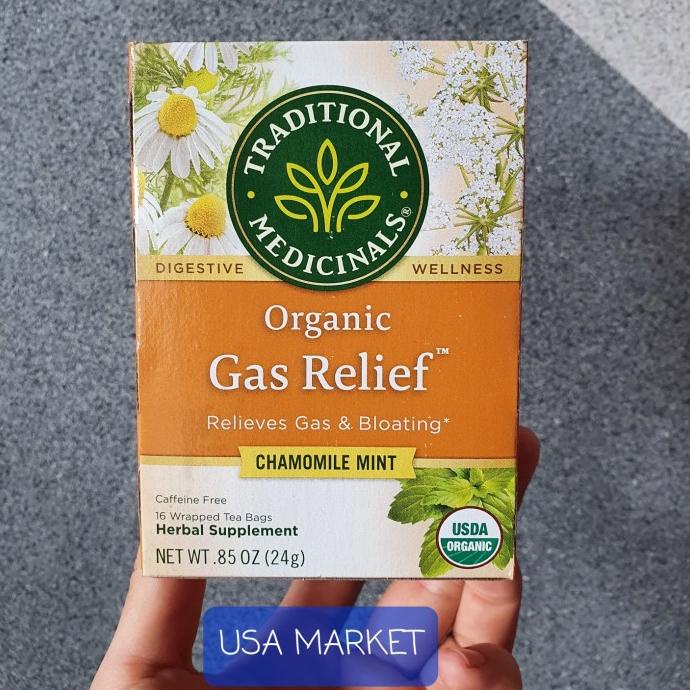 TRADITIONAL
MEDICINALS®
DIGESTIVE
WELLNESS
Organic
Gas Relief™
Relieves Gas & Bloating*
CHAMOMILE MINT
Caffeine Free
16 Wrapped Tea Bags
Herbal Supplement
NET WT .85 OZ (24g)
USDA
ORGANIC
USA MARKET